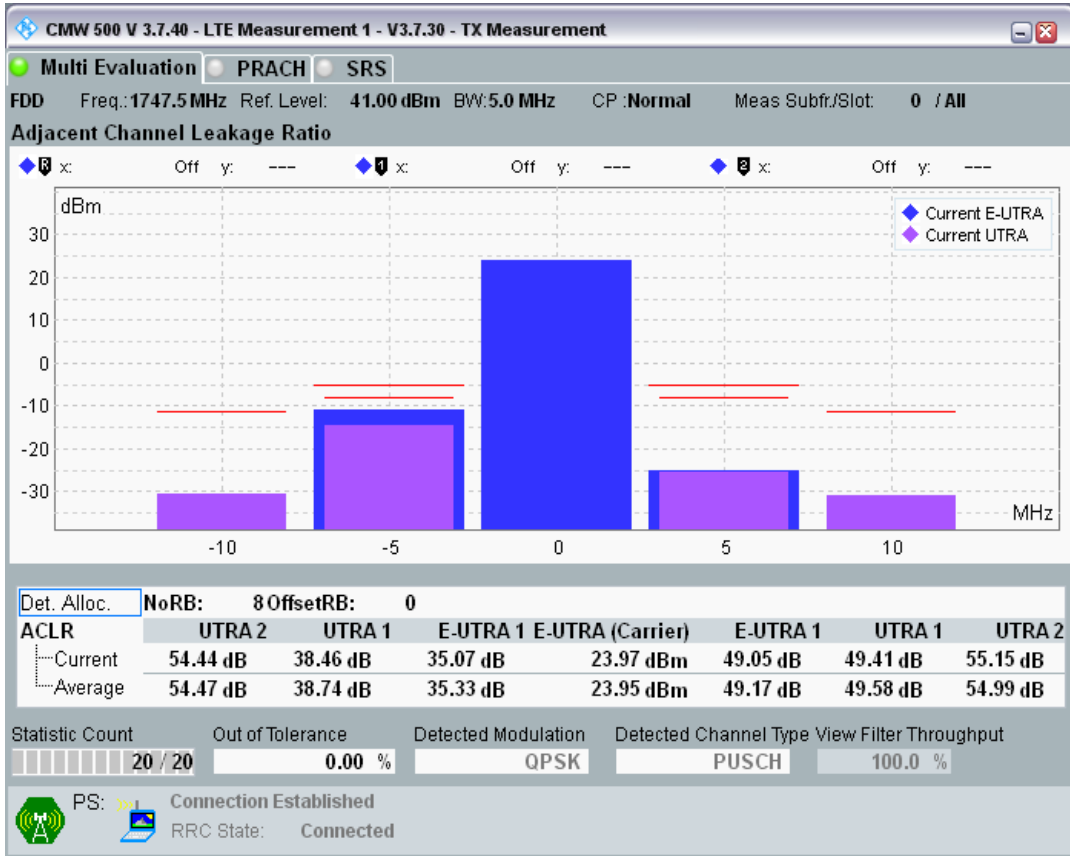 CMW 500 V 3.7.40 - LTE Measurement 1 - V3.7.30 - TX Measurement
Multi Evaluation PRACH SRS
FDD Freq.:1747.5 MHz Ref. Level: 41.00 dBm BW:5.0 MHz CP :Normal Meas Subfr./Slot: 0 / All
Adjacent Channel Leakage Ratio
R x: Off y: --- 1 x: Off y: --- 2 x: Off y: ---
dBm
Current E-UTRA
Current UTRA
30
20
10
0
-10
-20
-30
MHz
-10 -5 0 5 10
Det. Alloc. NoRB: 8 OffsetRB: 0
ACLR UTRA 2 UTRA 1 E-UTRA 1 E-UTRA (Carrier) E-UTRA 1 UTRA 1 UTRA 2
Current 54.44 dB 38.46 dB 35.07 dB 23.97 dBm 49.05 dB 49.41 dB 55.15 dB
Average 54.47 dB 38.74 dB 35.33 dB 23.95 dBm 49.17 dB 49.58 dB 54.99 dB
Statistic Count Out of Tolerance Detected Modulation Detected Channel Type View Filter Throughput
20 / 20 0.00 % QPSK PUSCH 100.0 %
PS: Connection Established
RRC State: Connected